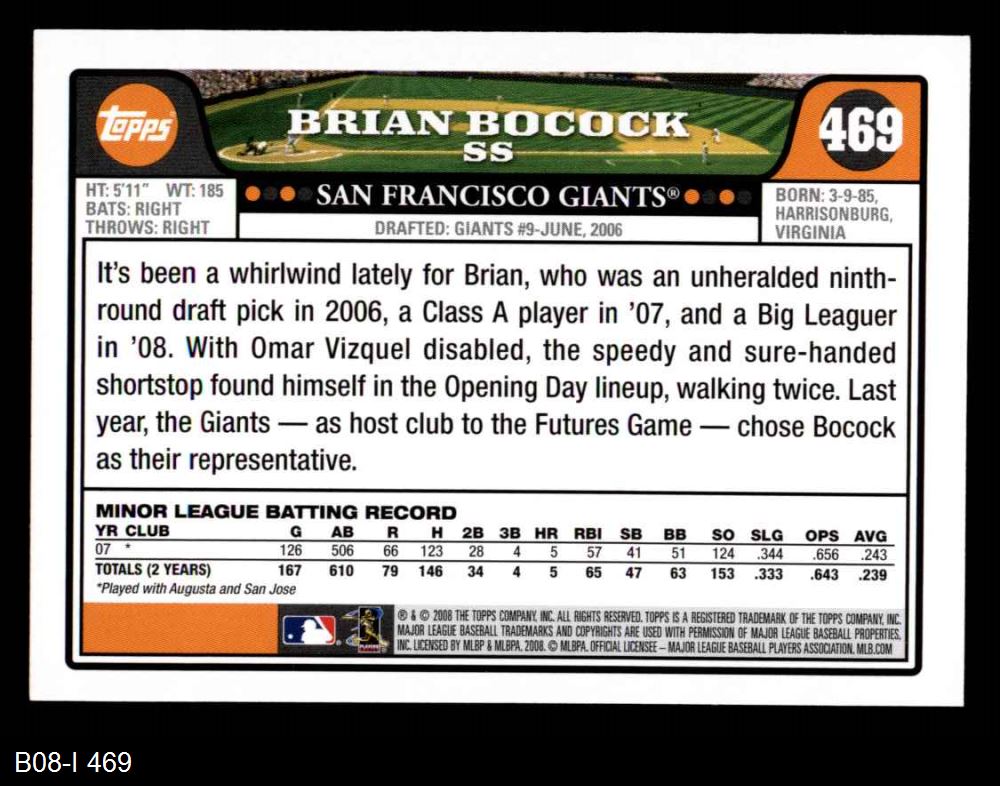 Topps
BRIAN BOCOCK
SS
469
HT: 5'11" WT: 185
BATS: RIGHT
THROWS: RIGHT
SAN FRANCISCO GIANTS®
DRAFTED: GIANTS #9-JUNE, 2006
BORN: 3-9-85,
HARRISONBURG,
VIRGINIA
It's been a whirlwind lately for Brian, who was an unheralded ninth-
round draft pick in 2006, a Class A player in '07, and a Big Leaguer
in '08. With Omar Vizquel disabled, the speedy and sure-handed
shortstop found himself in the Opening Day lineup, walking twice. Last
year, the Giants — as host club to the Futures Game — chose Bocock
as their representative.
MINOR LEAGUE BATTING RECORD
YR CLUB G AB R H 2B 3B HR RBI SB BB SO SLG OPS AVG
07 * 126 506 66 123 28 4 5 57 41 51 124 .344 .656 .243
TOTALS (2 YEARS) 167 610 79 146 34 4 5 65 47 63 153 .333 .643 .239
*Played with Augusta and San Jose
® & © 2008 THE TOPPS COMPANY, INC. ALL RIGHTS RESERVED. TOPPS IS A REGISTERED TRADEMARK OF THE TOPPS COMPANY, INC.
MAJOR LEAGUE BASEBALL TRADEMARKS AND COPYRIGHTS ARE USED WITH PERMISSION OF MAJOR LEAGUE BASEBALL PROPERTIES,
INC. LICENSED BY MLBP & MLBPA, 2008. © MLBPA. OFFICIAL LICENSEE – MAJOR LEAGUE BASEBALL PLAYERS ASSOCIATION. MLB.COM
B08-I 469